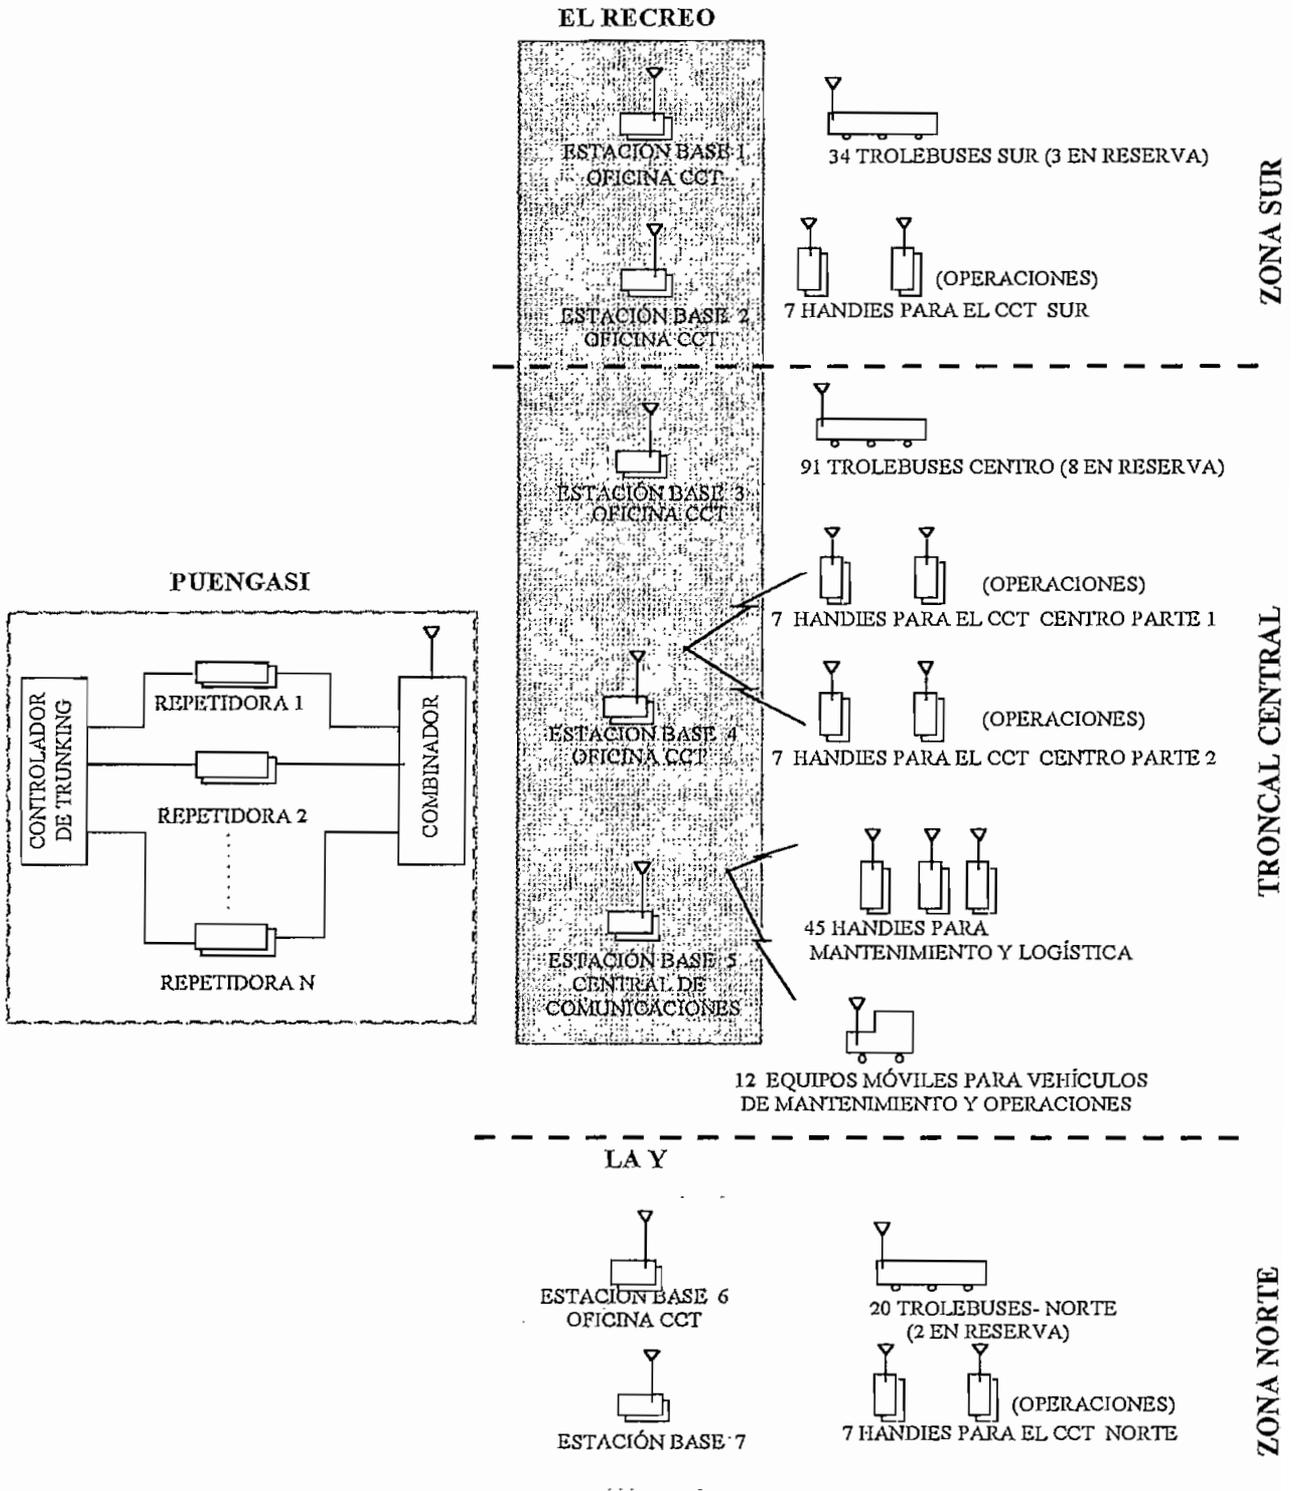 EL RECREO
ESTACIÓN BASE 1
OFICINA CCT
34 TROLEBUSES SUR (3 EN RESERVA)
ESTACIÓN BASE 2
OFICINA CCT
(OPERACIONES)
7 HANDIES PARA EL CCT SUR
ZONA SUR
ESTACIÓN BASE 3
OFICINA CCT
91 TROLEBUSES CENTRO (8 EN RESERVA)
(OPERACIONES)
7 HANDIES PARA EL CCT CENTRO PARTE 1
ESTACIÓN BASE 4
OFICINA CCT
(OPERACIONES)
7 HANDIES PARA EL CCT CENTRO PARTE 2
ESTACIÓN BASE 5
CENTRAL DE
COMUNICACIONES
45 HANDIES PARA
MANTENIMIENTO Y LOGÍSTICA
12 EQUIPOS MÓVILES PARA VEHÍCULOS
DE MANTENIMIENTO Y OPERACIONES
TRONCAL CENTRAL
PUENGASI
CONTROLADOR
DE TRUNKING
REPETIDORA 1
REPETIDORA 2
REPETIDORA N
COMBINADOR
LA Y
ESTACIÓN BASE 6
OFICINA CCT
20 TROLEBUSES- NORTE
(2 EN RESERVA)
ESTACIÓN BASE 7
(OPERACIONES)
7 HANDIES PARA EL CCT NORTE
ZONA NORTE